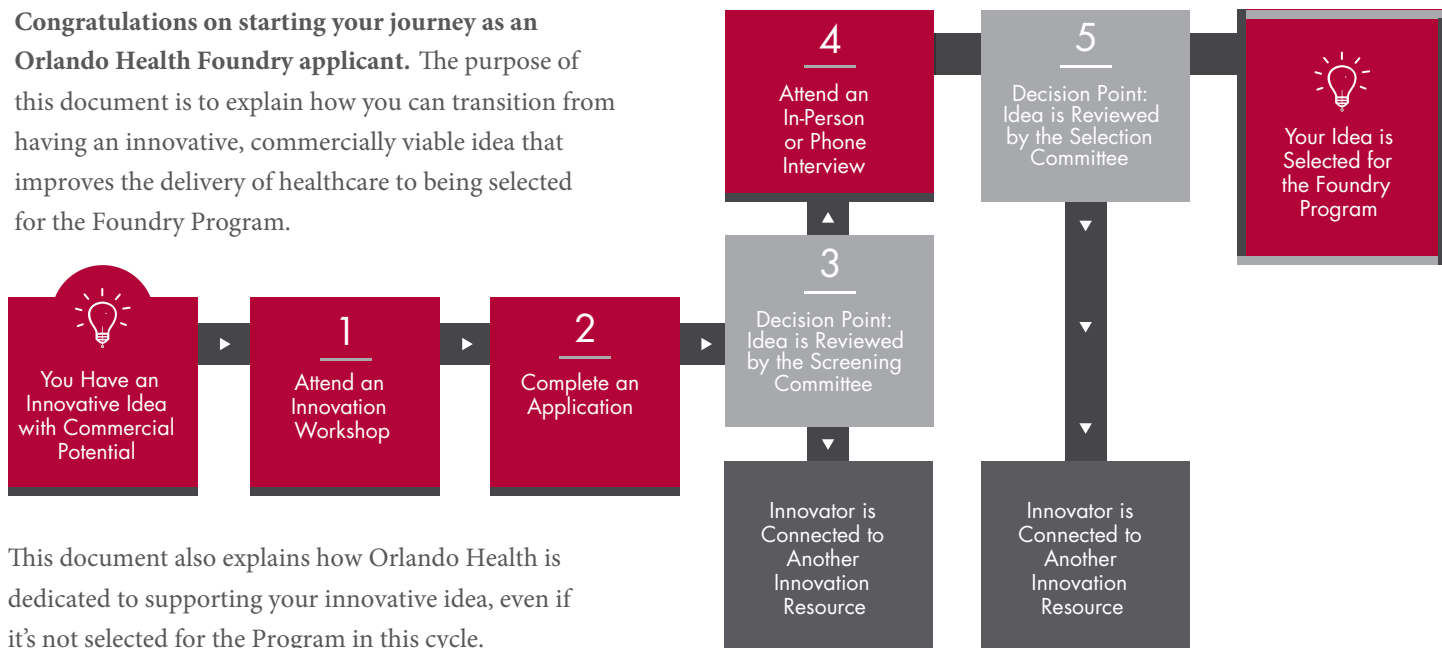 Congratulations on starting your journey as an
Orlando Health Foundry applicant. The purpose of
this document is to explain how you can transition from
having an innovative, commercially viable idea that
improves the delivery of healthcare to being selected
for the Foundry Program.
You Have an
Innovative Idea
with Commercial
Potential
1
Attend an
Innovation
Workshop
2
Complete an
Application
3
Decision Point:
Idea is Reviewed
by the Screening
Committee
4
Attend an
In-Person
or Phone
Interview
5
Decision Point:
Idea is Reviewed
by the Selection
Committee
Your Idea is
Selected for
the Foundry
Program
Innovator is
Connected to
Another
Innovation
Resource
Innovator is
Connected to
Another
Innovation
Resource
This document also explains how Orlando Health is
dedicated to supporting your innovative idea, even if
it's not selected for the Program in this cycle.